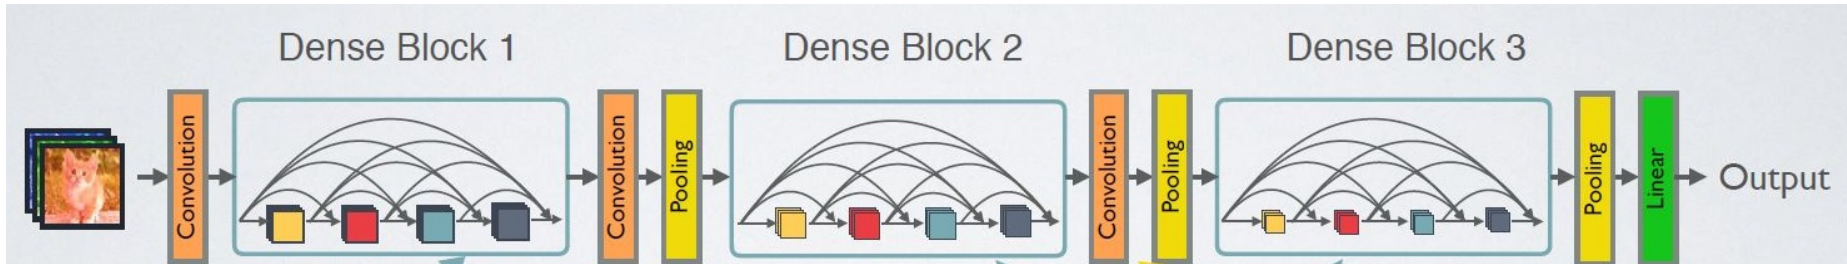 Dense Block 1
Dense Block 2
Dense Block 3
Convolution
Convolution
Pooling
Convolution
Pooling
Pooling
Linear
Output